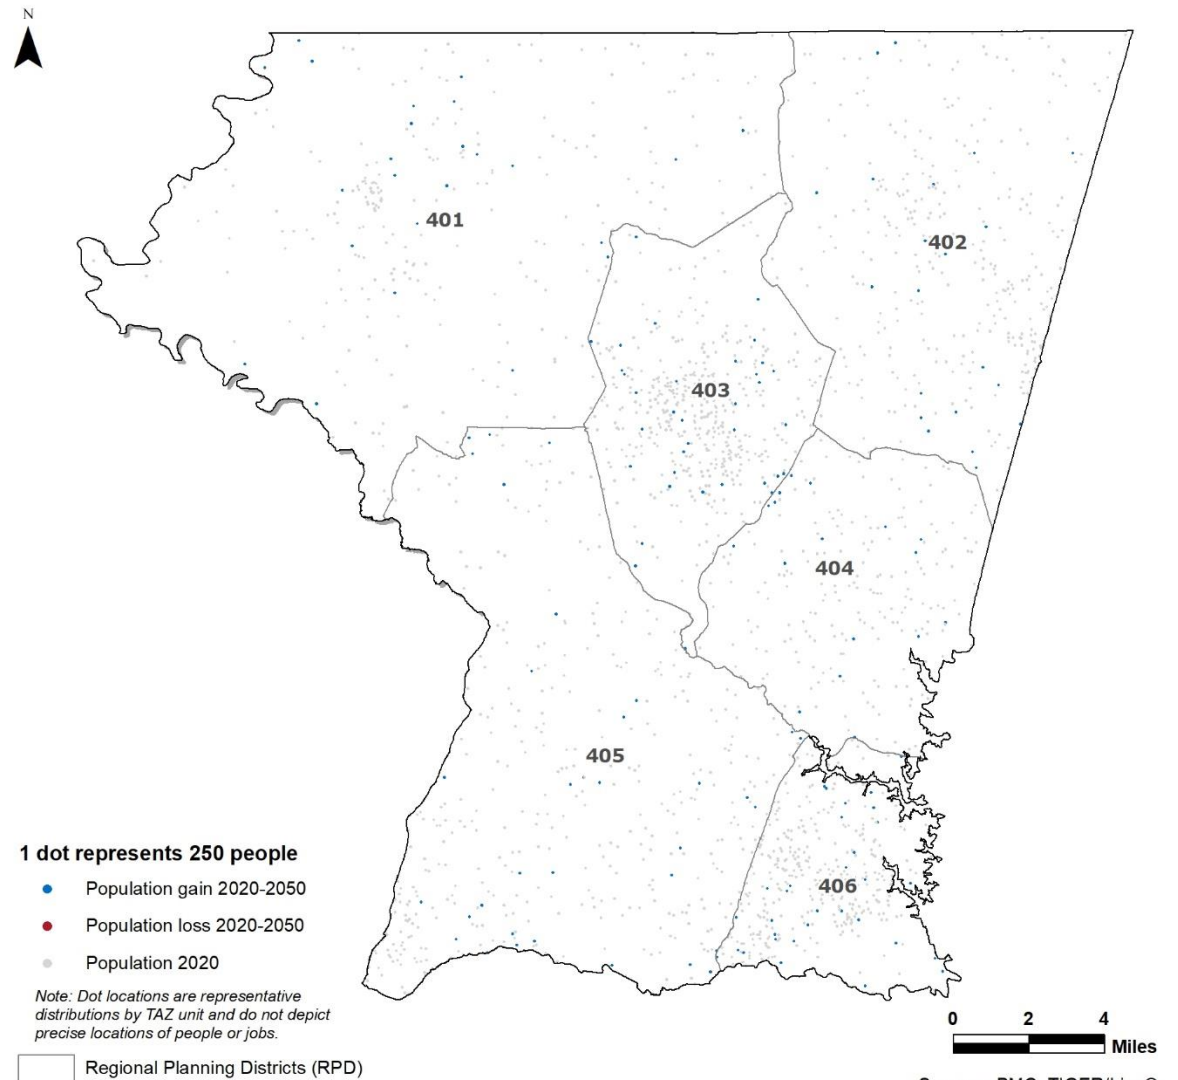 N
401
402
403
404
405
406
1 dot represents 250 people
Population gain 2020-2050
Population loss 2020-2050
Population 2020
Note: Dot locations are representative
distributions by TAZ unit and do not depict
precise locations of people or jobs.
Regional Planning Districts (RPD)
0 2 4
Miles